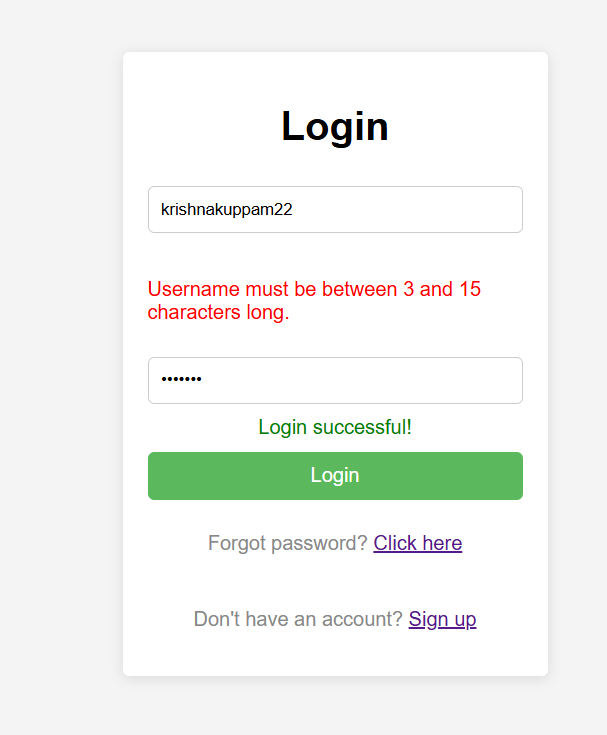 Login
krishnakuppam22
Username must be between 3 and 15
characters long.
•••••••
Login successful!
Login
Forgot password? Click here
Don't have an account? Sign up